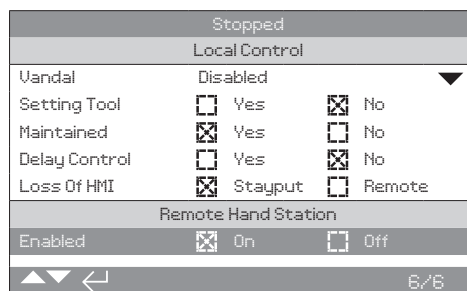 Stopped
Local Control
Vandal Disabled
Setting Tool Yes No
Maintained Yes No
Delay Control Yes No
Loss Of HMI Stayput Remote
Remote Hand Station
Enabled On Off
6/6